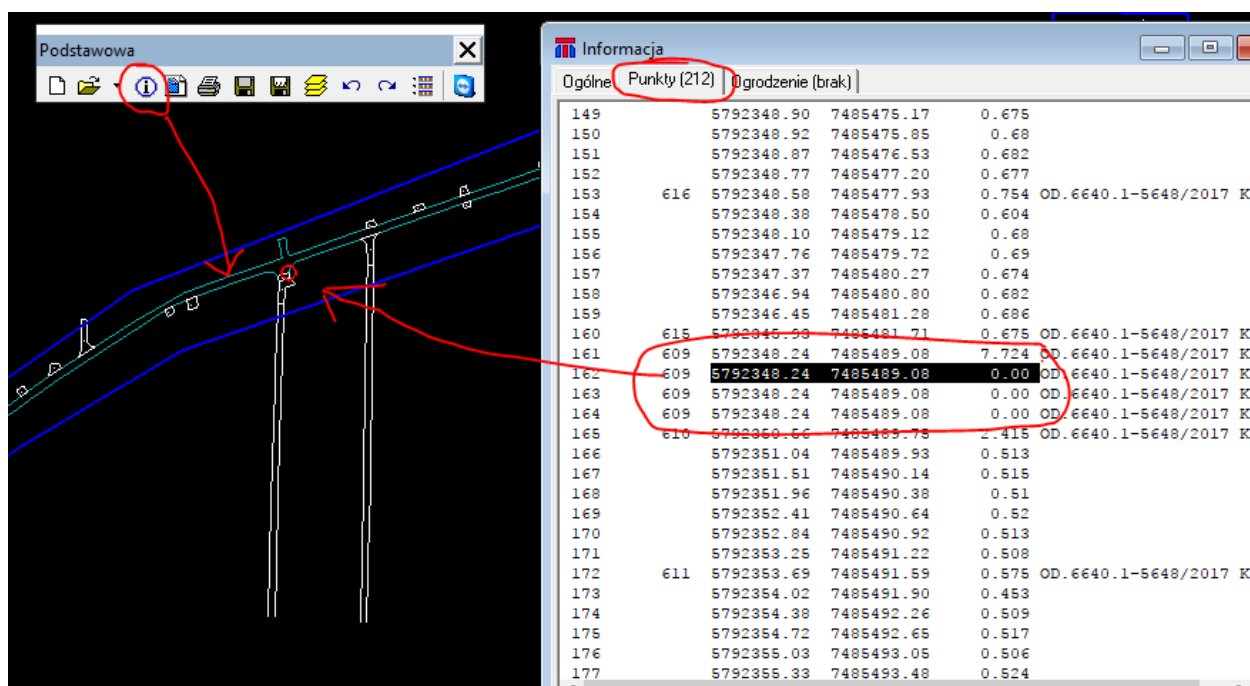 Podstawowa
Informacja
Ogólne Punkty (212) Ogrodzenie (brak)
149 5792348.90 7485475.17 0.675
150 5792348.92 7485475.85 0.68
151 5792348.87 7485476.53 0.682
152 5792348.77 7485477.20 0.677
153 616 5792348.58 7485477.93 0.754 OD.6640.1-5648/2017 K
154 5792348.38 7485478.50 0.604
155 5792348.10 7485479.12 0.68
156 5792347.76 7485479.72 0.69
157 5792347.37 7485480.27 0.674
158 5792346.94 7485480.80 0.682
159 5792346.45 7485481.28 0.686
160 615 5792345.93 7485481.71 0.675 OD.6640.1-5648/2017 K
161 609 5792348.24 7485489.08 7.724 OD.6640.1-5648/2017 K
162 609 5792348.24 7485489.08 0.00 OD.6640.1-5648/2017 K
163 609 5792348.24 7485489.08 0.00 OD.6640.1-5648/2017 K
164 609 5792348.24 7485489.08 0.00 OD.6640.1-5648/2017 K
165 610 5792350.56 7485489.75 2.415 OD.6640.1-5648/2017 K
166 5792351.04 7485489.93 0.513
167 5792351.51 7485490.14 0.515
168 5792351.96 7485490.38 0.51
169 5792352.41 7485490.64 0.52
170 5792352.84 7485490.92 0.513
171 5792353.25 7485491.22 0.508
172 611 5792353.69 7485491.59 0.575 OD.6640.1-5648/2017 K
173 5792354.02 7485491.90 0.453
174 5792354.38 7485492.26 0.509
175 5792354.72 7485492.65 0.517
176 5792355.03 7485493.05 0.506
177 5792355.33 7485493.48 0.524